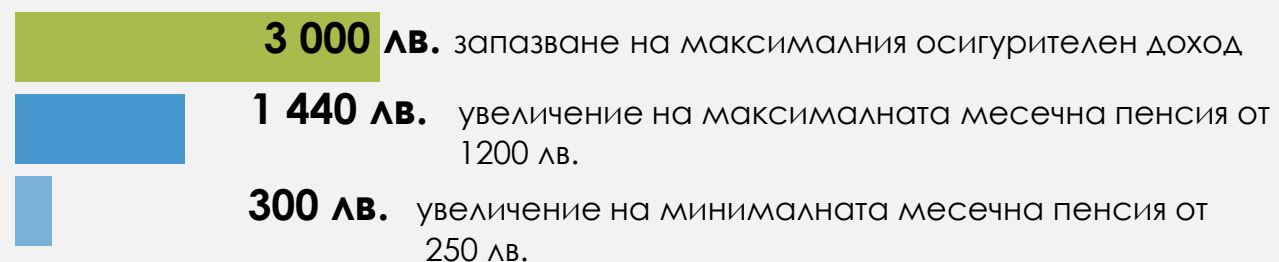 3 000 лв. запазване на максималния осигурителен доход
1 440 лв. увеличение на максималната месечна пенсия от
1200 лв.
300 лв. увеличение на минималната месечна пенсия от
250 лв.